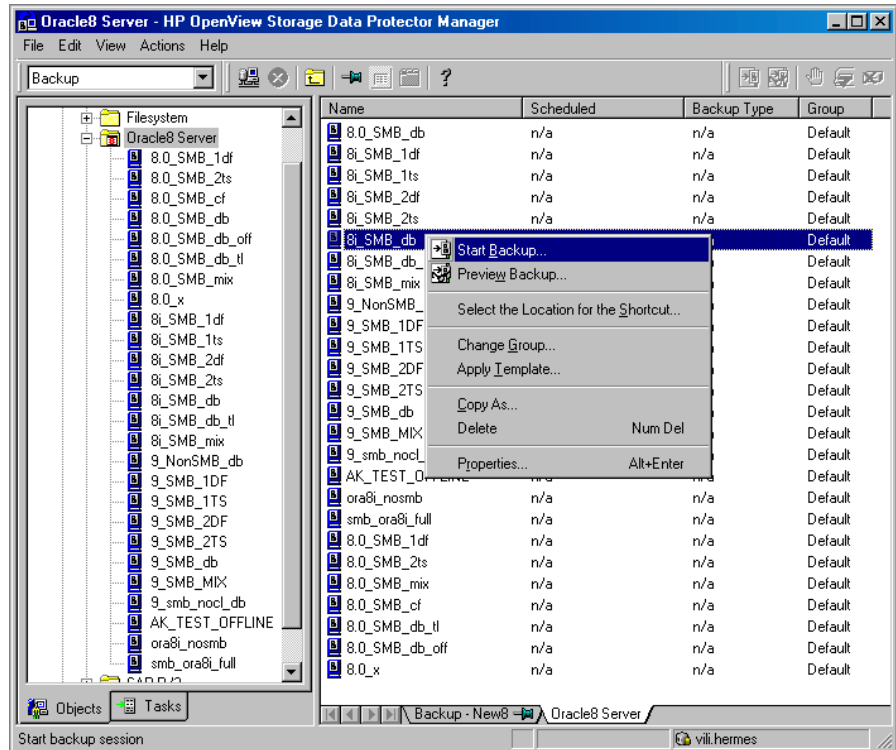 Oracle8 Server - HP OpenView Storage Data Protector Manager
File Edit View Actions Help
Backup
Filesystem
Oracle8 Server
8.0_SMB_1df
8.0_SMB_2ts
8.0_SMB_cf
8.0_SMB_db
8.0_SMB_db_off
8.0_SMB_db_tl
8.0_SMB_mix
8.0_x
8i_SMB_1df
8i_SMB_1ts
8i_SMB_2df
8i_SMB_2ts
8i_SMB_db
8i_SMB_db_tl
8i_SMB_mix
9_NonSMB_db
9_SMB_1DF
9_SMB_1TS
9_SMB_2DF
9_SMB_2TS
9_SMB_db
9_SMB_MIX
9_smb_nocl_db
AK_TEST_OFFLINE
ora8i_nosmb
smb_ora8i_full
Objects Tasks
Name Scheduled Backup Type Group
8.0_SMB_db n/a n/a Default
8i_SMB_1df n/a n/a Default
8i_SMB_1ts n/a n/a Default
8i_SMB_2df n/a n/a Default
8i_SMB_2ts n/a n/a Default
8i_SMB_db Default
8i_SMB_db_ Default
8i_SMB_mix Default
9_NonSMB_ Default
9_SMB_1DF Default
9_SMB_1TS Default
9_SMB_2DF Default
9_SMB_2TS Default
9_SMB_db Default
9_SMB_MIX Default
9_smb_nocl_ Default
AK_TEST_OFFLINE n/a n/a Default
ora8i_nosmb n/a n/a Default
smb_ora8i_full n/a n/a Default
8.0_SMB_1df n/a n/a Default
8.0_SMB_2ts n/a n/a Default
8.0_SMB_mix n/a n/a Default
8.0_SMB_cf n/a n/a Default
8.0_SMB_db_tl n/a n/a Default
8.0_SMB_db_off n/a n/a Default
8.0_x n/a n/a Default
Start Backup...
Preview Backup...
Select the Location for the Shortcut...
Change Group...
Apply Template...
Copy As...
Delete Num Del
Properties... Alt+Enter
Backup - New8 Oracle8 Server
Start backup session vili.hermes